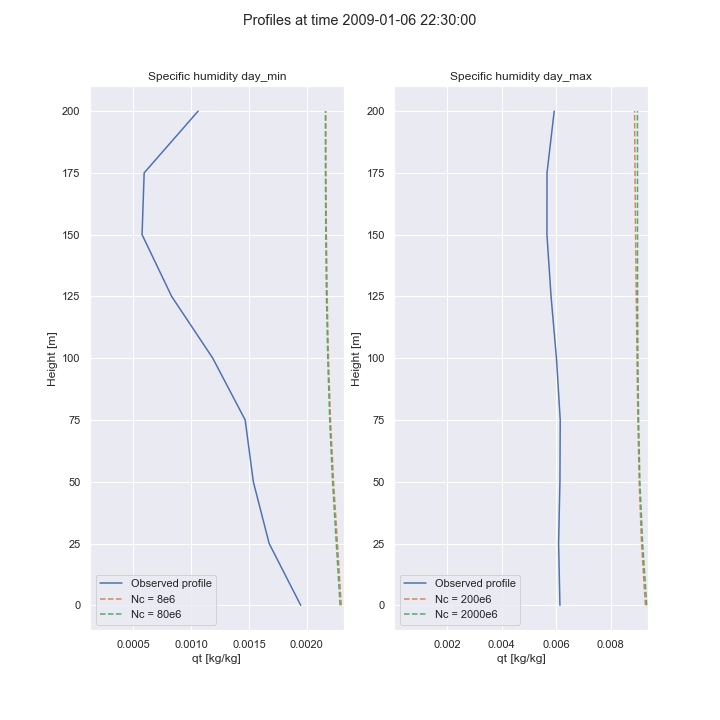 Profiles at time 2009-01-06 22:30:00
Specific humidity day_min
200
175
150
125
100
75
50
25
0
Height [m]
Observed profile
Nc = 8e6
Nc = 80e6
0.0005 0.0010 0.0015 0.0020
qt [kg/kg]
Specific humidity day_max
200
175
150
125
100
75
50
25
0
Height [m]
Observed profile
Nc = 200e6
Nc = 2000e6
0.002 0.004 0.006 0.008
qt [kg/kg]